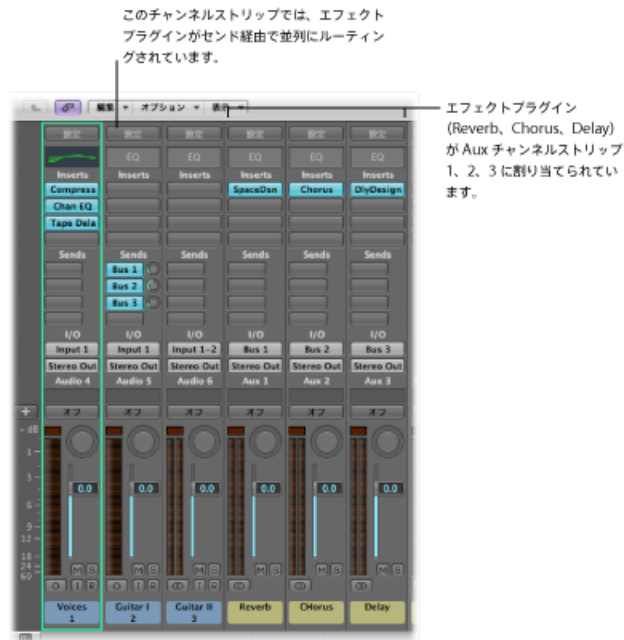 このチャンネルストリップでは、エフェクト
プラグインがセンド経由で並列にルーティン
グされています。
エフェクトプラグイン
(Reverb、Chorus、Delay)
が Aux チャンネルストリップ
1、2、3 に割り当てられてい
ます。
編集 オプション 表示
設定 設定 設定 設定 設定 設定
EQ EQ EQ EQ EQ
Inserts Inserts Inserts Inserts Inserts Inserts
Compress SpaceDsn Chorus DlyDesign
Chan EQ
Tape Dela
Sends Sends Sends Sends Sends Sends
Bus 1
Bus 2
Bus 3
I/O I/O I/O I/O I/O I/O
Input 1 Input 1 Input 1-2 Bus 1 Bus 2 Bus 3
Stereo Out Stereo Out Stereo Out Stereo Out Stereo Out Stereo Out
Audio 4 Audio 5 Audio 6 Aux 1 Aux 2 Aux 3
+ オフ オフ オフ オフ オフ オフ
- dB
1
3
6
9
12
18
24
60
0.0 0.0 0.0 0.0 0.0 0.0
M S M S M S M S M S
I R I R I R
Voices Guitar I Guitar II Reverb CHorus Delay
1 2 3